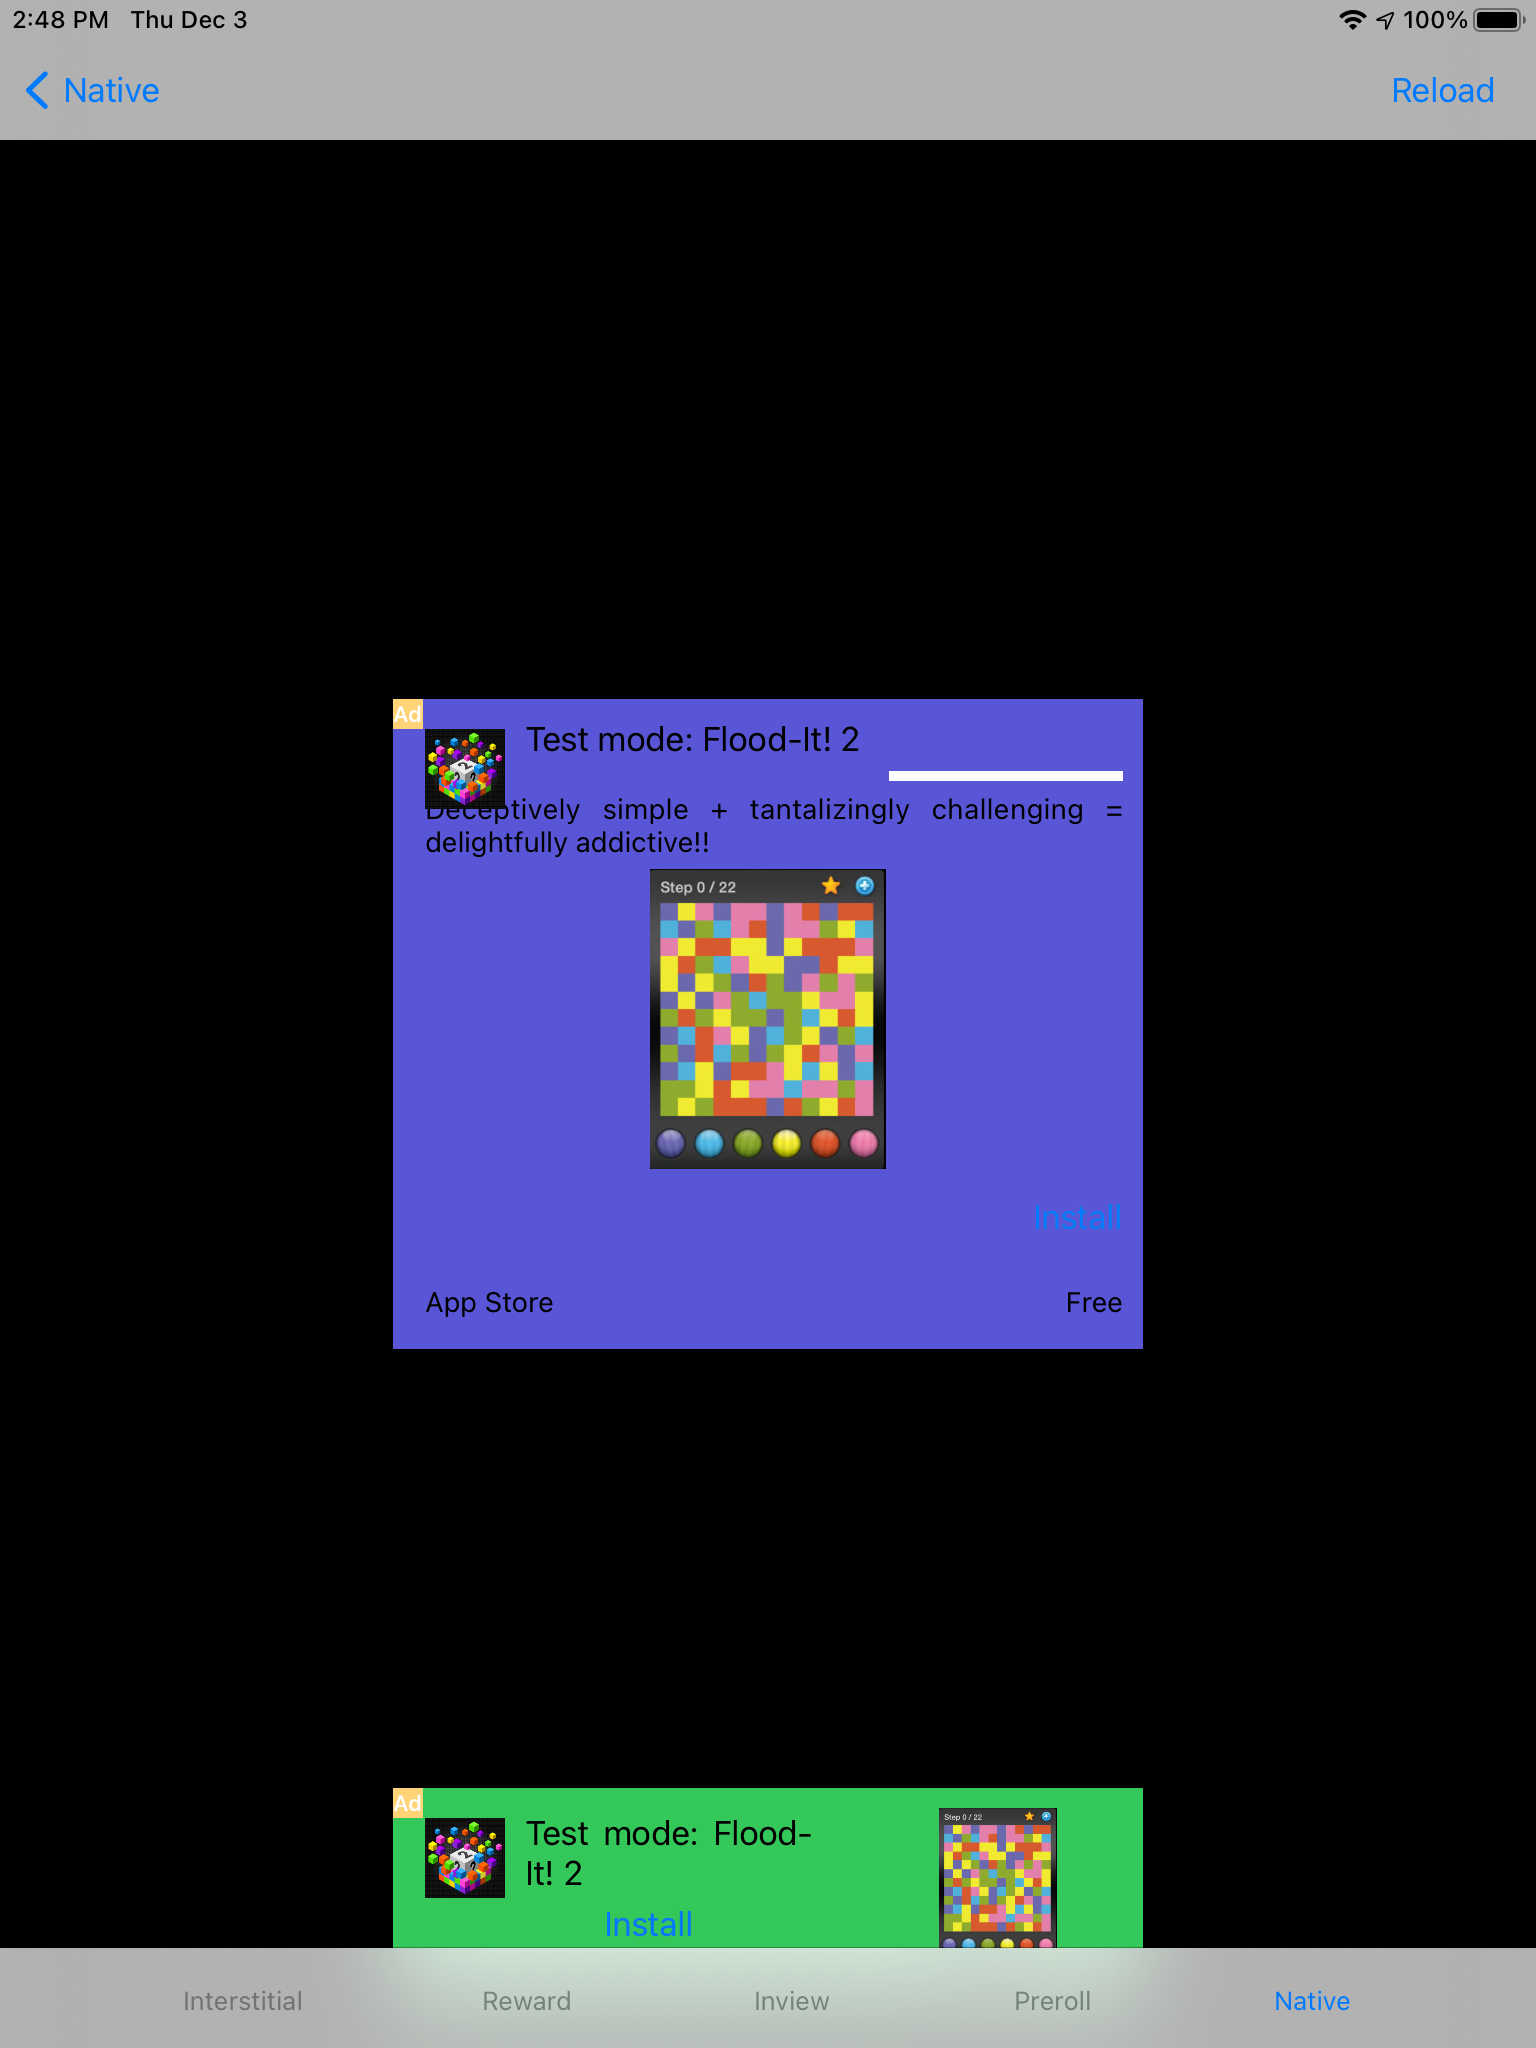 2:48 PM Thu Dec 3
100%
Native
Reload
Ad
Test mode: Flood-It! 2
Deceptively simple + tantalizingly challenging =
delightfully addictive!!
Step 0 / 22
Install
App Store
Free
Ad
Test mode: Flood-
It! 2
Step 0 / 22
Install
Interstitial
Reward
Inview
Preroll
Native